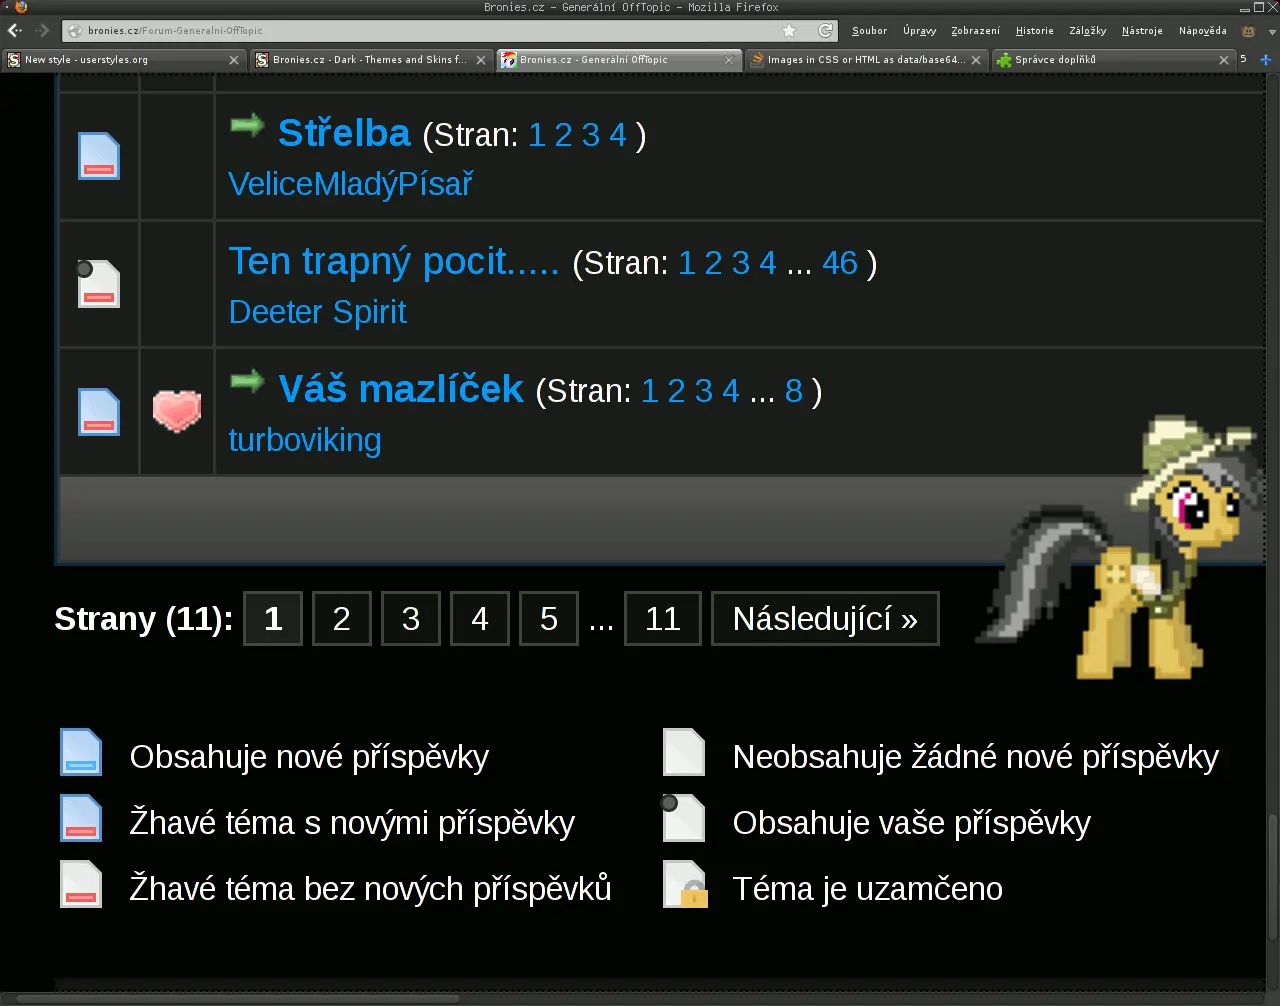 Bronies.cz - Generální OffTopic - Mozilla Firefox
bronies.cz/Forum-Generalni-OffTopic
Soubor Úpravy Zobrazení Historie Záložky Nástroje Nápověda
New style - userstyles.org
Bronies.cz - Dark - Themes and Skins f...
Bronies.cz - Generální OffTopic
Images in CSS or HTML as data/base64...
Správce doplňků
5
Střelba (Stran: 1 2 3 4 )
VeliceMladýPísař
Ten trapný pocit..... (Stran: 1 2 3 4 ... 46 )
Deeter Spirit
Váš mazlíček (Stran: 1 2 3 4 ... 8 )
turboviking
Strany (11): 1 2 3 4 5 ... 11 Následující »
Obsahuje nové příspěvky
Neobsahuje žádné nové příspěvky
Žhavé téma s novými příspěvky
Obsahuje vaše příspěvky
Žhavé téma bez nových příspěvků
Téma je uzamčeno